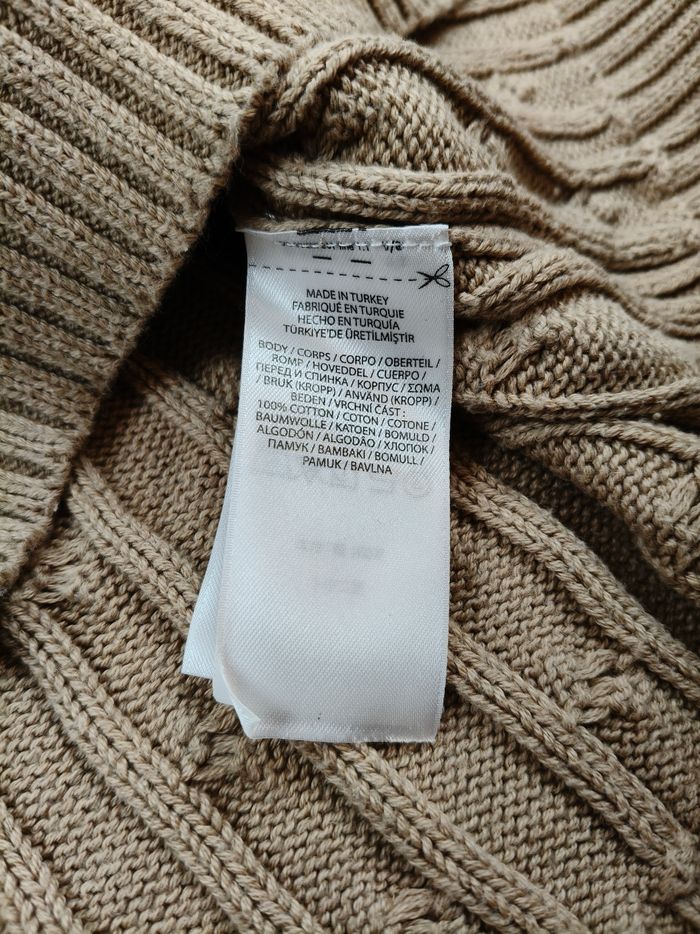 MADE IN TURKEY
FABRIQUÉ EN TURQUIE
HECHO EN TURQUÍA
TÜRKİYE'DE ÜRETİLMİŞTİR
BODY / CORPS / CORPO / OBERTEIL /
ROMP / HOVEDDEL / CUERPO /
ПЕРЕД И СПИНКА / КОРПУС / ΣΩΜΑ
/ BRUK (KROPP) / ANVÄND (KROPP) /
BEDEN / VRCHNÍ ČÁST :
100% COTTON / COTON / COTONE /
BAUMWOLLE / KATOEN / BOMULD /
ALGODÓN / ALGODÃO / ХЛОПОК /
ПАМУК / BAMBAKI / BOMULL /
PAMUK / BAVLNA